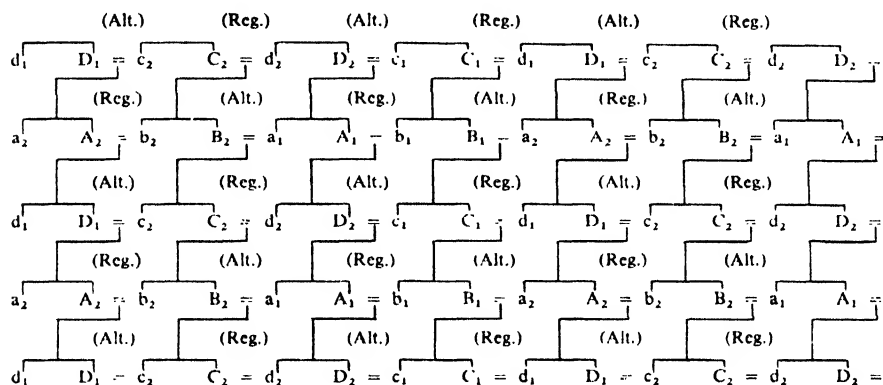 (Alt.) (Reg.) (Alt.) (Reg.) (Alt.) (Reg.)
d₁ D₁ = c₂ C₂ = d₂ D₂ = c₁ C₁ = d₁ D₁ = c₂ C₂ = d₂ D₂ =
(Reg.) (Alt.) (Reg.) (Alt.) (Reg.) (Alt.)
a₂ A₂ = b₂ B₂ = a₁ A₁ = b₁ B₁ = a₂ A₂ = b₂ B₂ = a₁ A₁ =
(Alt.) (Reg.) (Alt.) (Reg.) (Alt.) (Reg.)
d₁ D₁ = c₂ C₂ = d₂ D₂ = c₁ C₁ = d₁ D₁ = c₂ C₂ = d₂ D₂ =
(Reg.) (Alt.) (Reg.) (Alt.) (Reg.) (Alt.)
a₂ A₂ = b₂ B₂ = a₁ A₁ = b₁ B₁ = a₂ A₂ = b₂ B₂ = a₁ A₁ =
(Alt.) (Reg.) (Alt.) (Reg.) (Alt.) (Reg.)
d₁ D₁ = c₂ C₂ = d₂ D₂ = c₁ C₁ = d₁ D₁ = c₂ C₂ = d₂ D₂ =